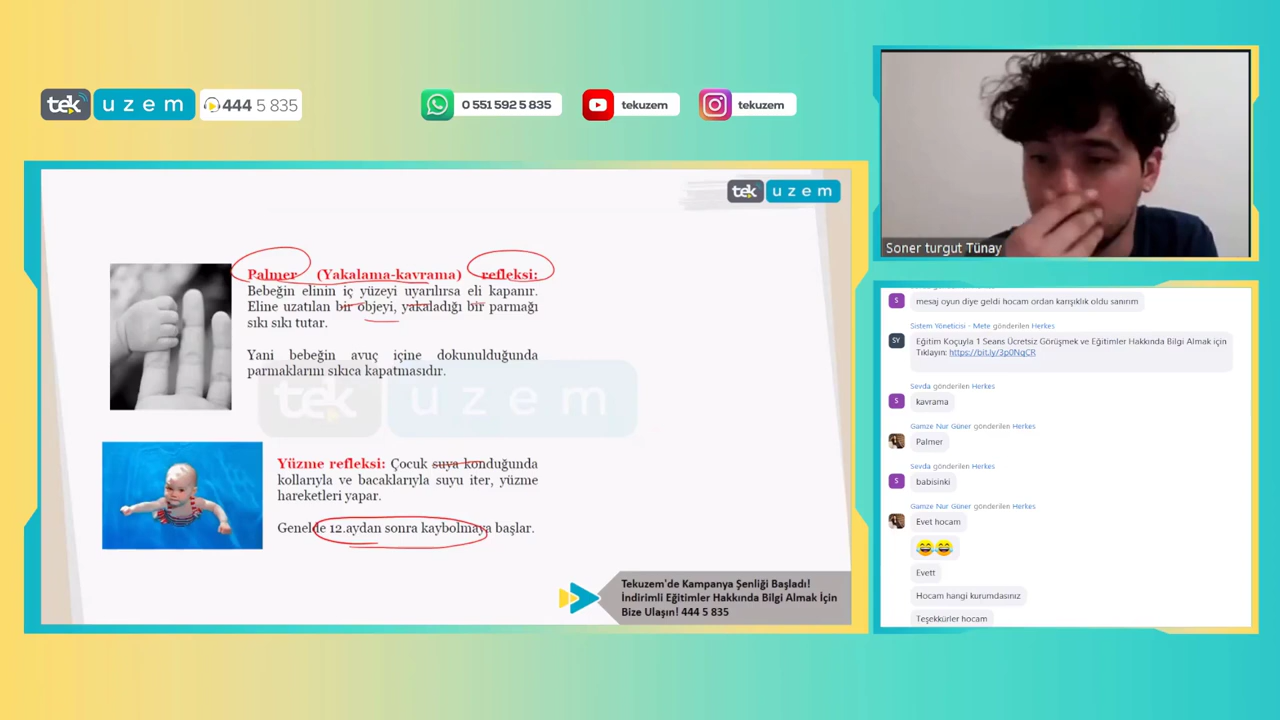 tek uzem 444 5 835
0 551 592 5 835
tekuzem
tekuzem
tek uzem
Palmer (Yakalama-kavrama) refleksi:
Bebeğin elinin iç yüzeyi uyarılırsa eli kapanır.
Eline uzatılan bir objeyi, yakaladığı bir parmağı
sıkı sıkı tutar.
Yani bebeğin avuç içine dokunulduğunda
parmaklarını sıkıca kapatmasıdır.
tek uzem
Yüzme refleksi: Çocuk suya konduğunda
kollarıyla ve bacaklarıyla suyu iter, yüzme
hareketleri yapar.
Genelde 12.aydan sonra kaybolmaya başlar.
Tekuzem'de Kampanya Şenliği Başladı!
İndirimli Eğitimler Hakkında Bilgi Almak İçin
Bize Ulaşın! 444 5 835
Soner turgut Tünay
S
mesaj oyun diye geldi hocam ordan karışıklık oldu sanırım
Sistem Yöneticisi - Mete gönderilen Herkes
SY
Eğitim Koçuyla 1 Seans Ücretsiz Görüşmek ve Eğitimler Hakkında Bilgi Almak için
Tıklayın: https://bit.ly/3p0NqCR
Sevda gönderilen Herkes
S
kavrama
Gamze Nur Güner gönderilen Herkes
Palmer
Sevda gönderilen Herkes
S
babisinki
Gamze Nur Güner gönderilen Herkes
Evet hocam
Evett
Hocam hangi kurumdasınız
Teşekkürler hocam